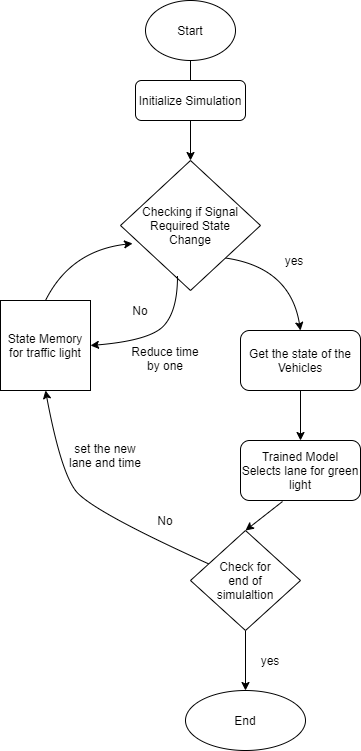 Start
Initialize Simulation
Checking if Signal
Required State
Change
yes
No
State Memory
for traffic light
Reduce time
by one
Get the state of the
Vehicles
set the new
lane and time
Trained Model
Selects lane for green
light
No
Check for
end of
simulaltion
yes
End